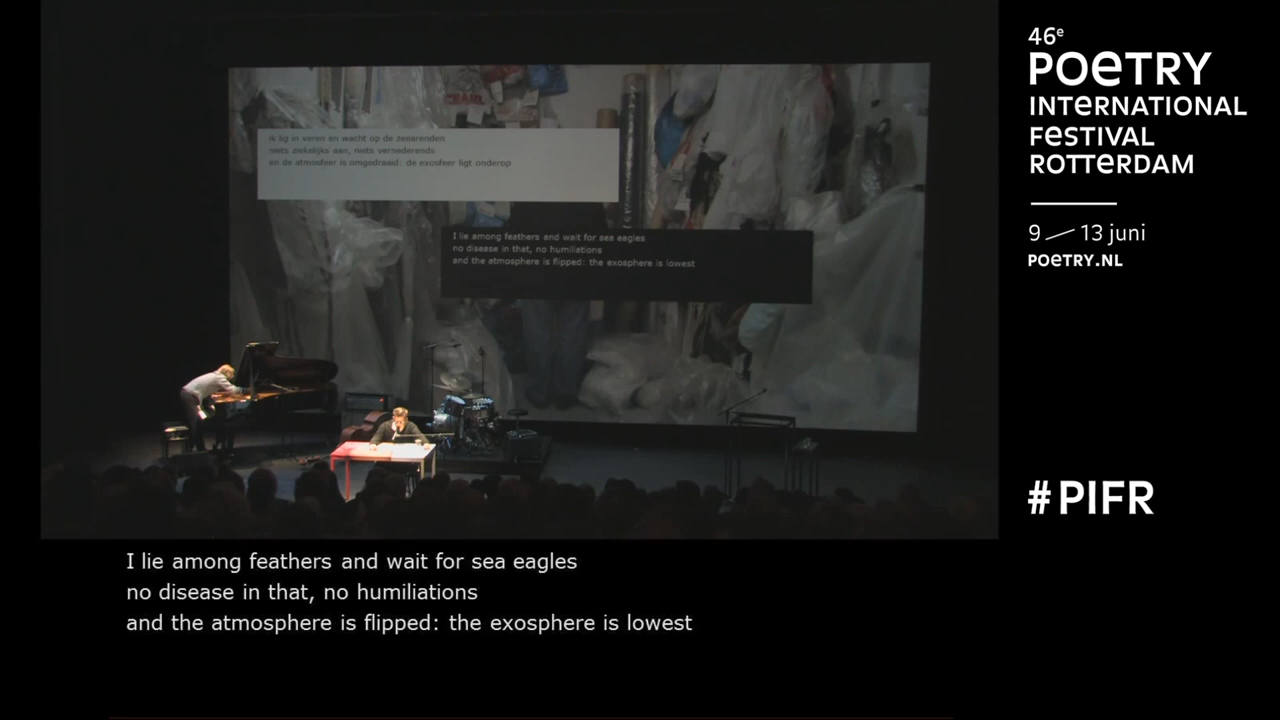 ik lig in veren en wacht op de zeearenden
niets ziekelijks aan, niets vernederends
en de atmosfeer is omgedraaid: de exosfeer ligt onderop
I lie among feathers and wait for sea eagles
no disease in that, no humiliations
and the atmosphere is flipped: the exosphere is lowest
46e
POETRY
INTERNATIONAL
FESTIVAL
ROTTERDAM
9 — 13 juni
POETRY.NL
#PIFR
I lie among feathers and wait for sea eagles
no disease in that, no humiliations
and the atmosphere is flipped: the exosphere is lowest